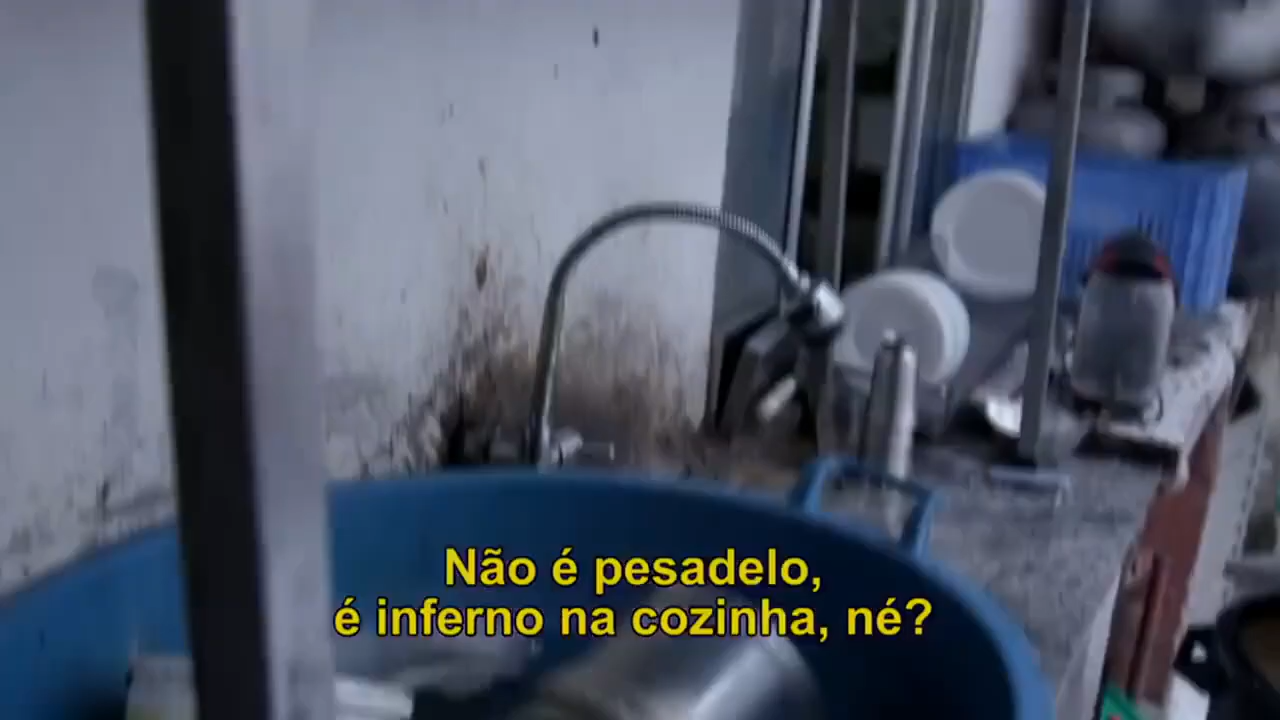 Não é pesadelo,
é inferno na cozinha, né?